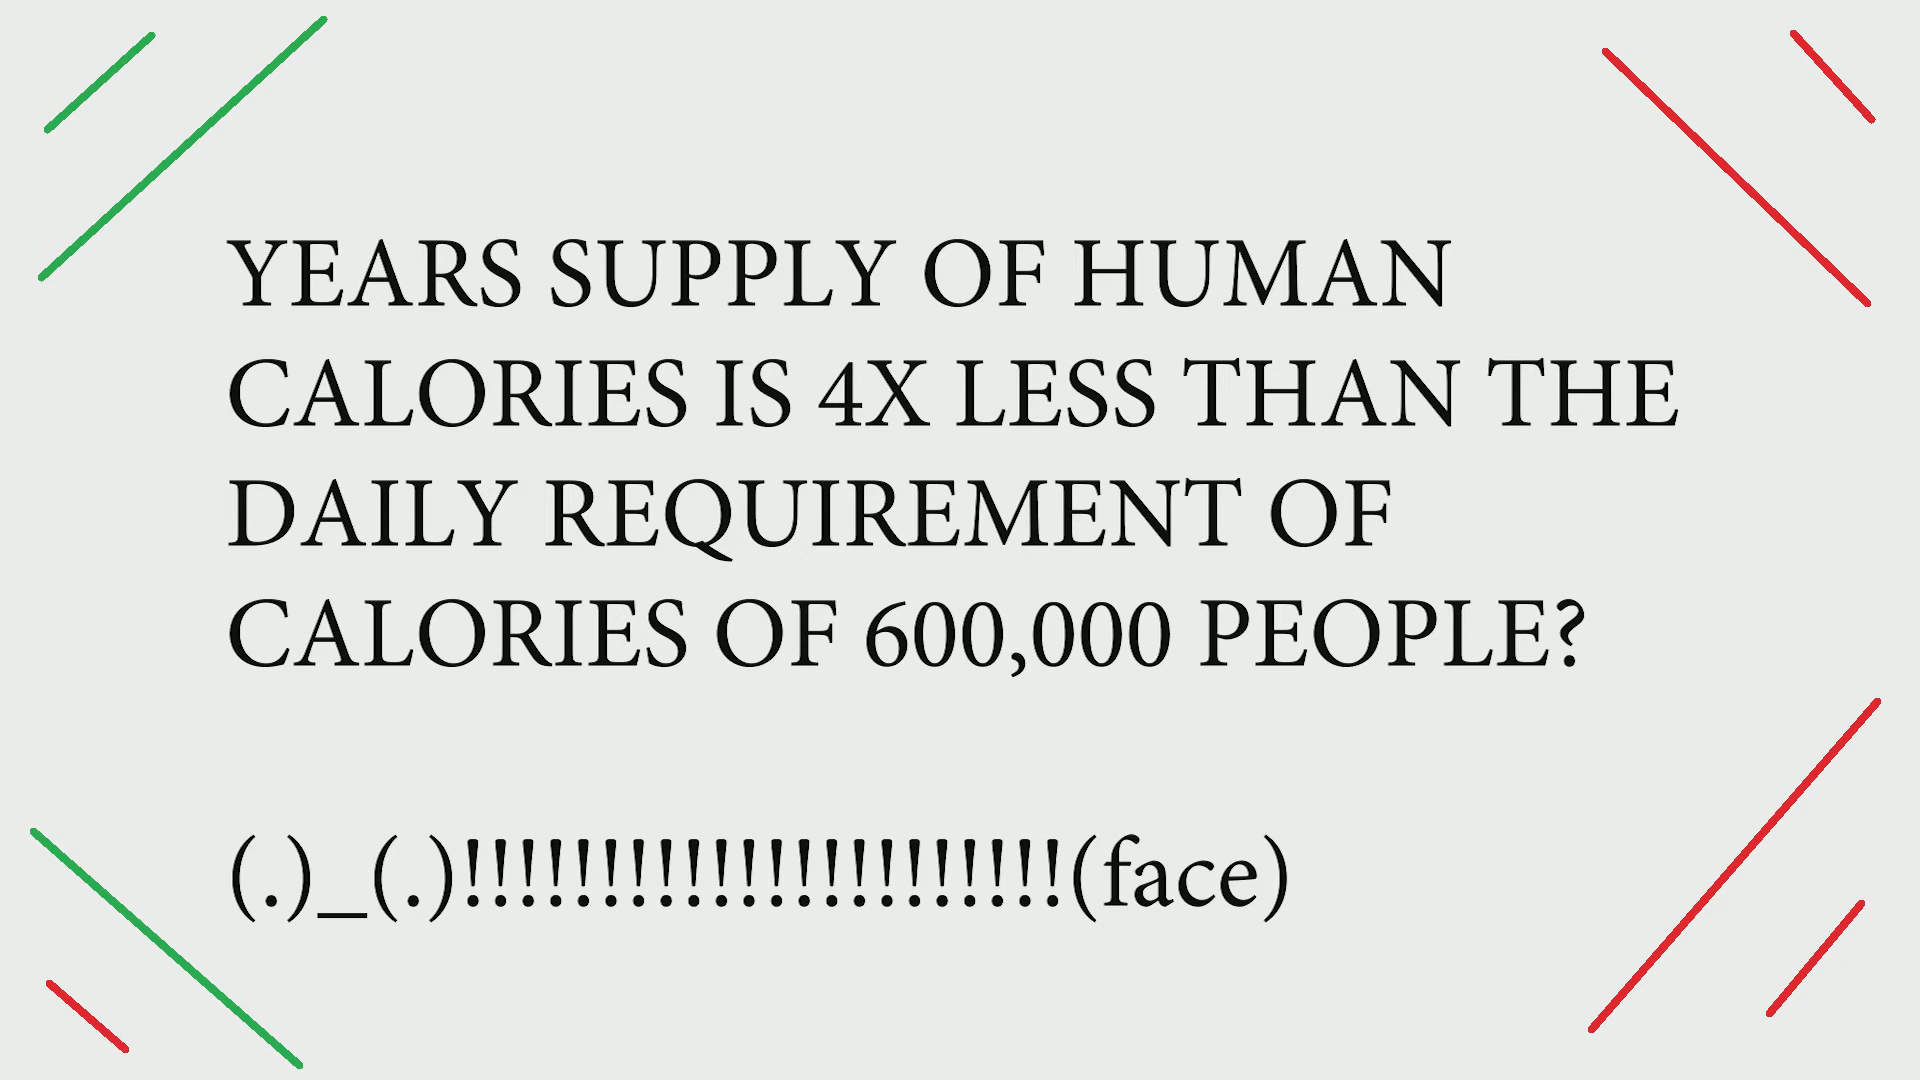 YEARS SUPPLY OF HUMAN
CALORIES IS 4X LESS THAN THE
DAILY REQUIREMENT OF
CALORIES OF 600,000 PEOPLE?
(.)_(.)!!!!!!!!!!!!!!!!!!!!!!(face)